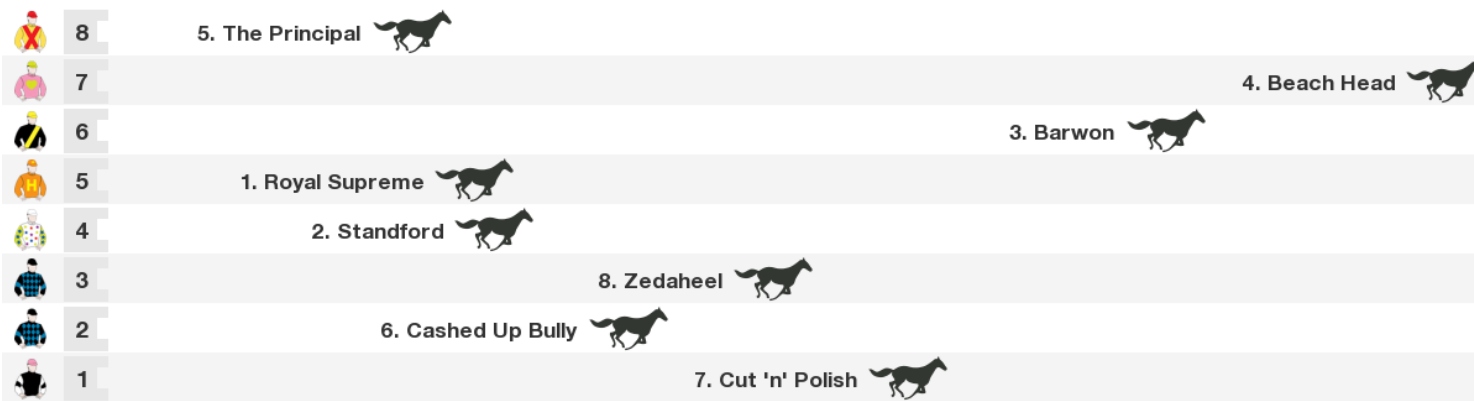 8 5. The Principal
7 4. Beach Head
6 3. Barwon
5 H 1. Royal Supreme
4 2. Standford
3 8. Zedaheel
2 6. Cashed Up Bully
1 7. Cut 'n' Polish